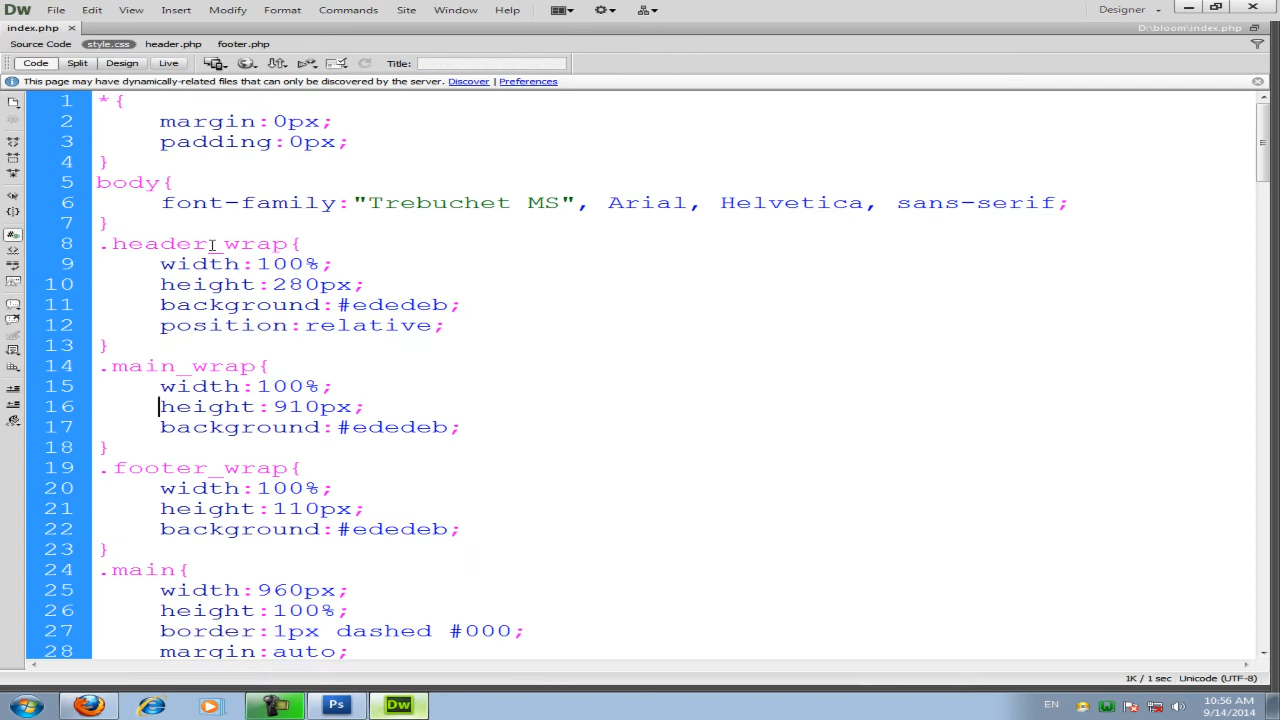 Dw File Edit View Insert Modify Format Commands Site Window Help Designer
index.php D:\bloom\index.php
Source Code style.css header.php footer.php
Code Split Design Live Title:
This page may have dynamically-related files that can only be discovered by the server. Discover Preferences
1 *{
2 margin:0px;
3 padding:0px;
4 }
5 body{
6 font-family:"Trebuchet MS", Arial, Helvetica, sans-serif;
7 }
8 .header_wrap{
9 width:100%;
10 height:280px;
11 background:#ededeb;
12 position:relative;
13 }
14 .main_wrap{
15 width:100%;
16 height:910px;
17 background:#ededeb;
18 }
19 .footer_wrap{
20 width:100%;
21 height:110px;
22 background:#ededeb;
23 }
24 .main{
25 width:960px;
26 height:100%;
27 border:1px dashed #000;
28 margin:auto;
1K / 1 sec Unicode (UTF-8)
Ps Dw EN 10:56 AM
9/14/2014